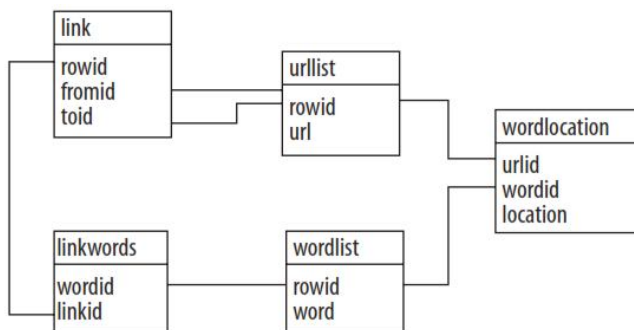 link
rowid
fromid
toid
urllist
rowid
url
wordlocation
urlid
wordid
location
linkwords
wordid
linkid
wordlist
rowid
word